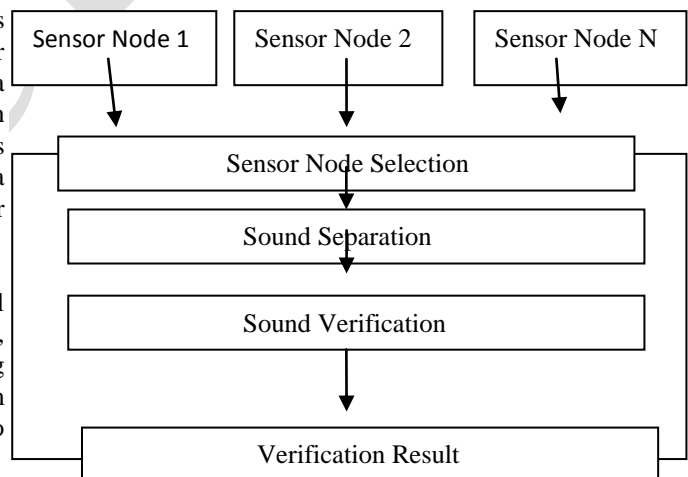 s
r
a
n
s
a
r
l
,
g
n
o
Sensor Node 1
Sensor Node 2
Sensor Node N
Sensor Node Selection
Sound Separation
Sound Verification
Verification Result